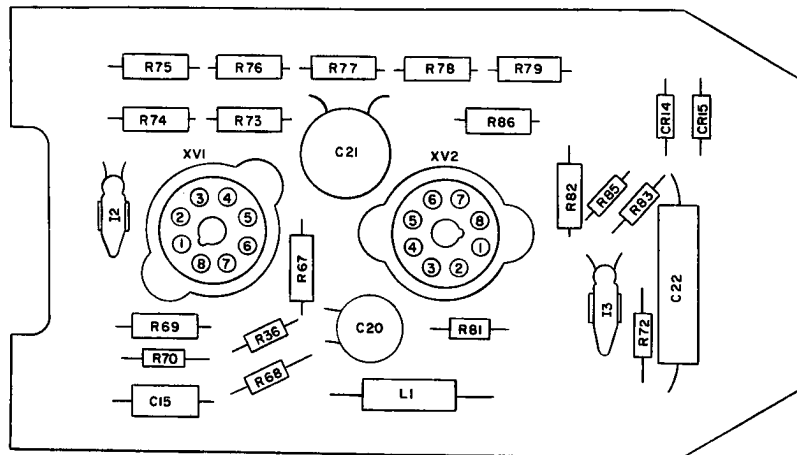 R75 R76 R77 R78 R79
R74 R73 C21 R86 CR14 CR15
XV1 XV2
I2 3 4 6 7 R82 R85 R83
2 5 5 8
1 6 4 1
8 7 3 2
R67 C22
R69 R36 C20 R81 I3 R72
R70
R68
C15 L1